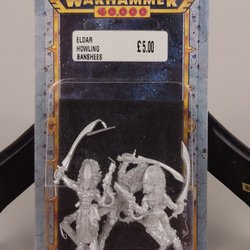 WARHAMMER
40,000
ELDAR
HOWLING
BANSHEES
£5.00